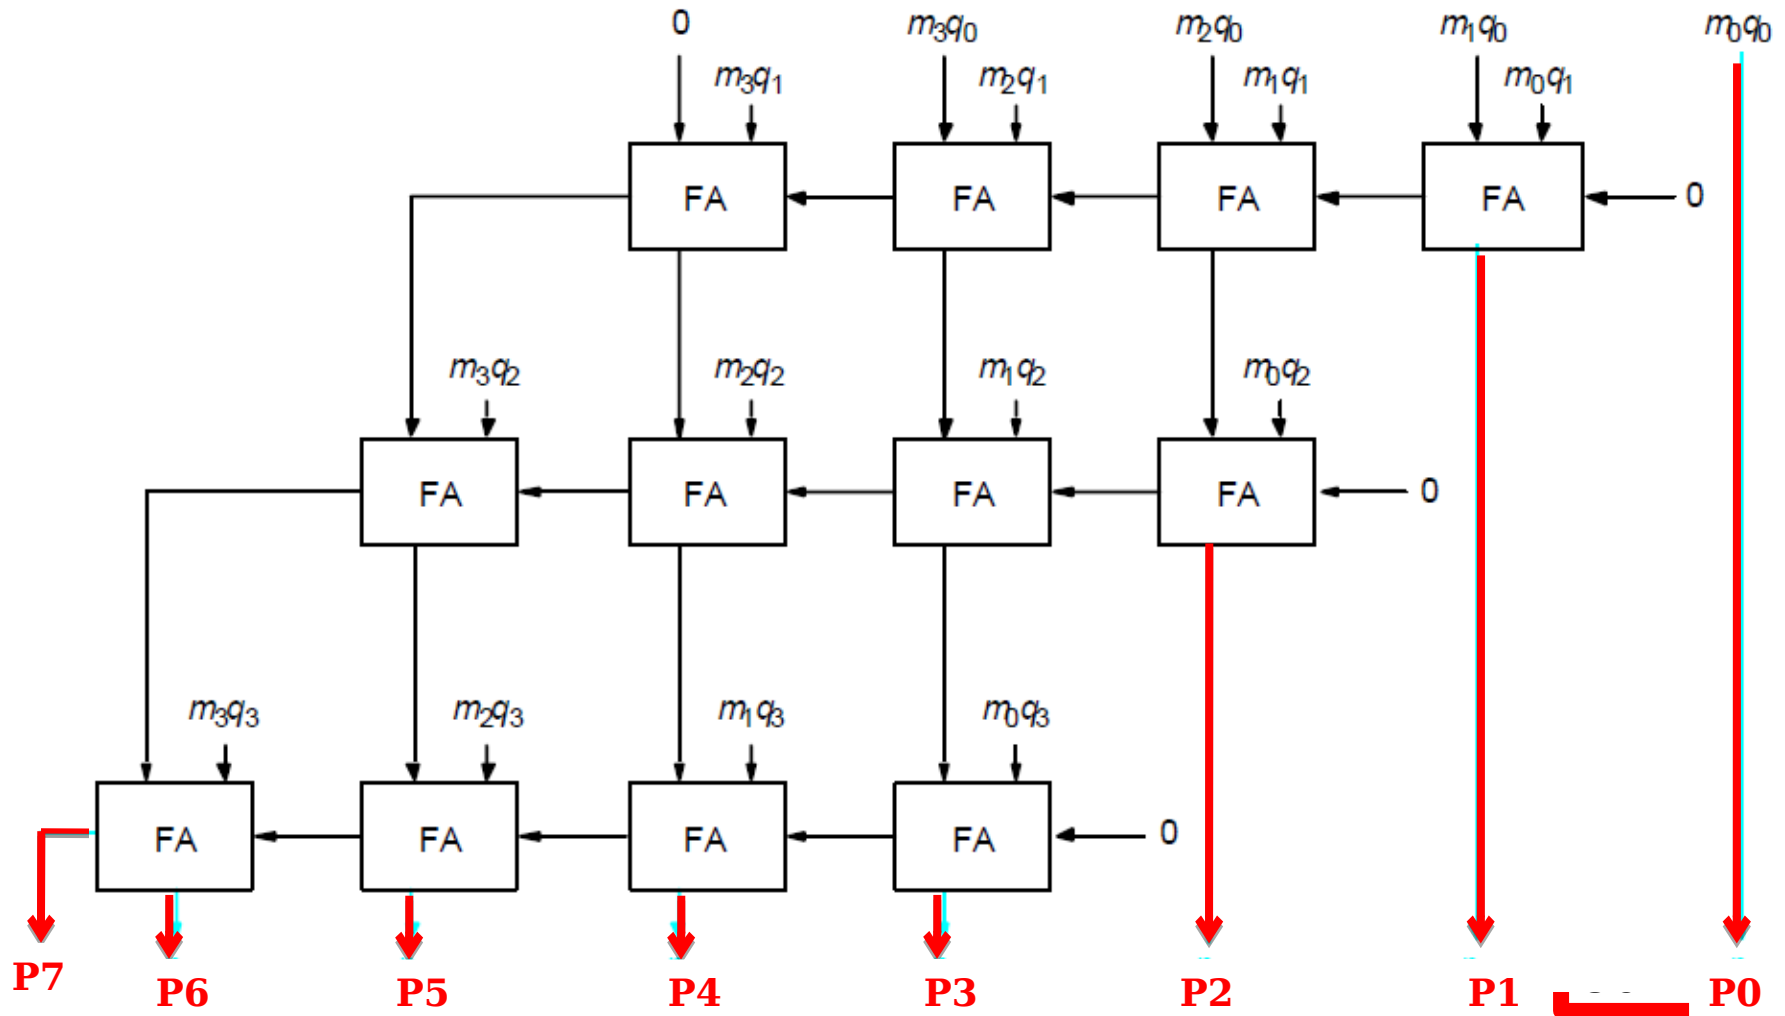 0 m₃q₀ m₂q₀ m₁q₀ m₀q₀
m₃q₁ m₂q₁ m₁q₁ m₀q₁
FA FA FA FA 0
m₃q₂ m₂q₂ m₁q₂ m₀q₂
FA FA FA FA 0
m₃q₃ m₂q₃ m₁q₃ m₀q₃
FA FA FA FA 0
P7 P6 P5 P4 P3 P2 P1 P0